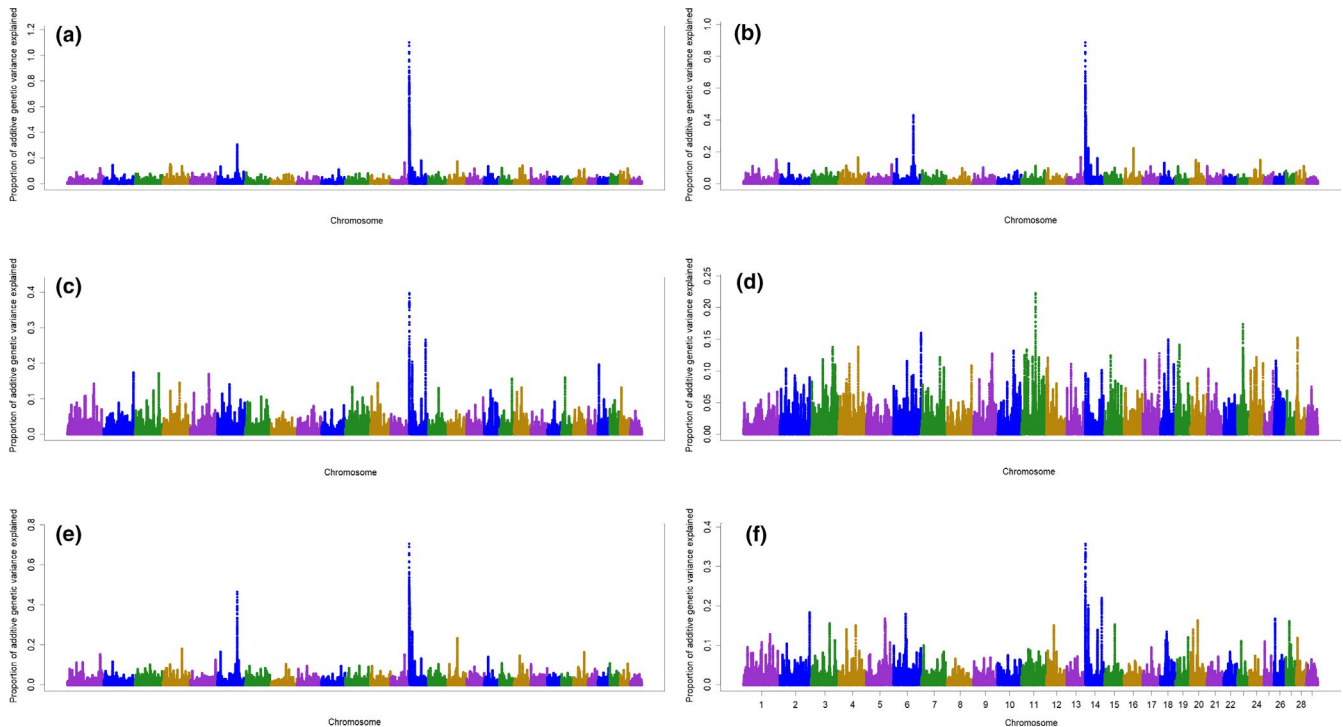 (a)
Proportion of additive genetic variance explained
1.2
1.0
0.8
0.6
0.4
0.2
0.0
Chromosome
(b)
Proportion of additive genetic variance explained
1.0
0.8
0.6
0.4
0.2
0.0
Chromosome
(c)
Proportion of additive genetic variance explained
0.4
0.3
0.2
0.1
0.0
Chromosome
(d)
Proportion of additive genetic variance explained
0.25
0.20
0.15
0.10
0.05
0.00
Chromosome
(e)
Proportion of additive genetic variance explained
0.8
0.6
0.4
0.2
0.0
Chromosome
(f)
Proportion of additive genetic variance explained
0.4
0.3
0.2
0.1
0.0
1 2 3 4 5 6 7 8 9 10 11 12 13 14 15 16 17 18 19 20 21 22 23 24 25 26 28
Chromosome